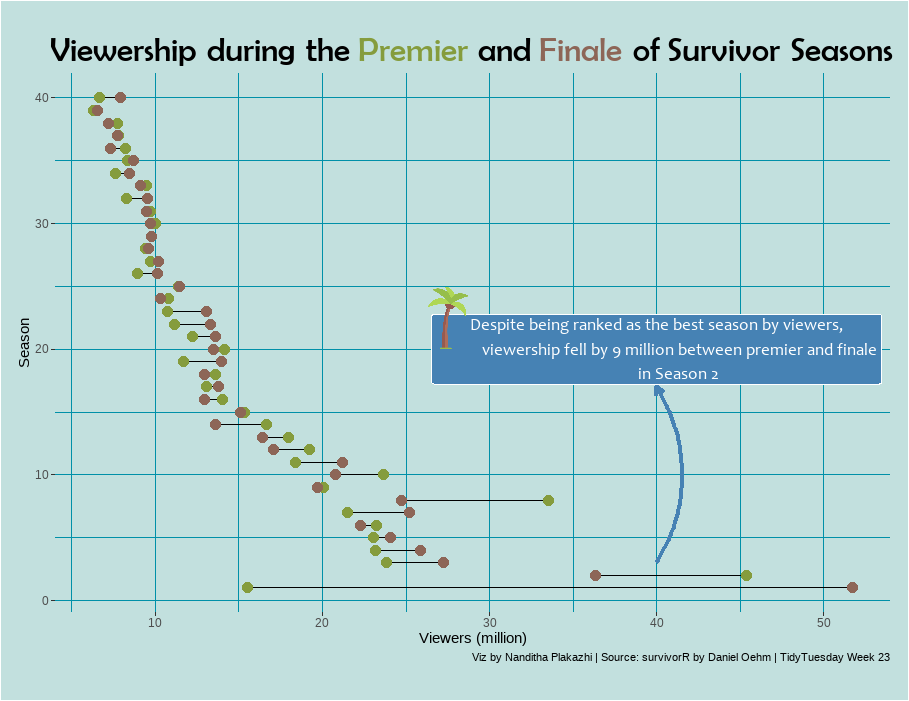 Viewership during the Premier and Finale of Survivor Seasons
40
30
Despite being ranked as the best season by viewers,
20
viewership fell by 9 million between premier and finale
in Season 2
Season
10
0
10 20 30 40 50
Viewers (million)
Viz by Nanditha Plakazhi | Source: survivorR by Daniel Oehm | TidyTuesday Week 23